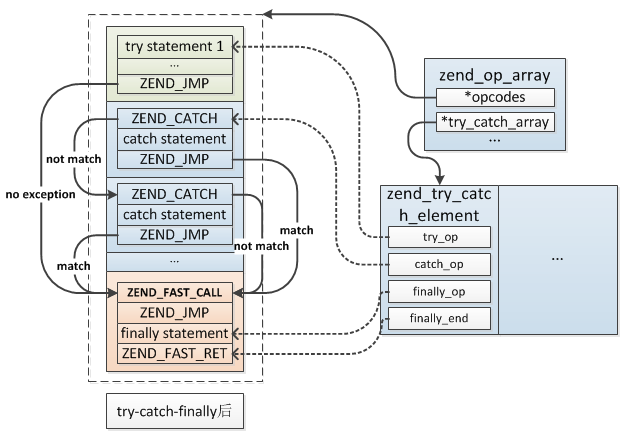 try statement 1
...
ZEND_JMP
ZEND_CATCH
catch statement
ZEND_JMP
ZEND_CATCH
catch statement
ZEND_JMP
...
ZEND_FAST_CALL
ZEND_JMP
finally statement
ZEND_FAST_RET
try-catch-finally后
no exception
not match
match
not match
match
zend_op_array
*opcodes
*try_catch_array
...
zend_try_catc
h_element
try_op
catch_op
finally_op
finally_end
...